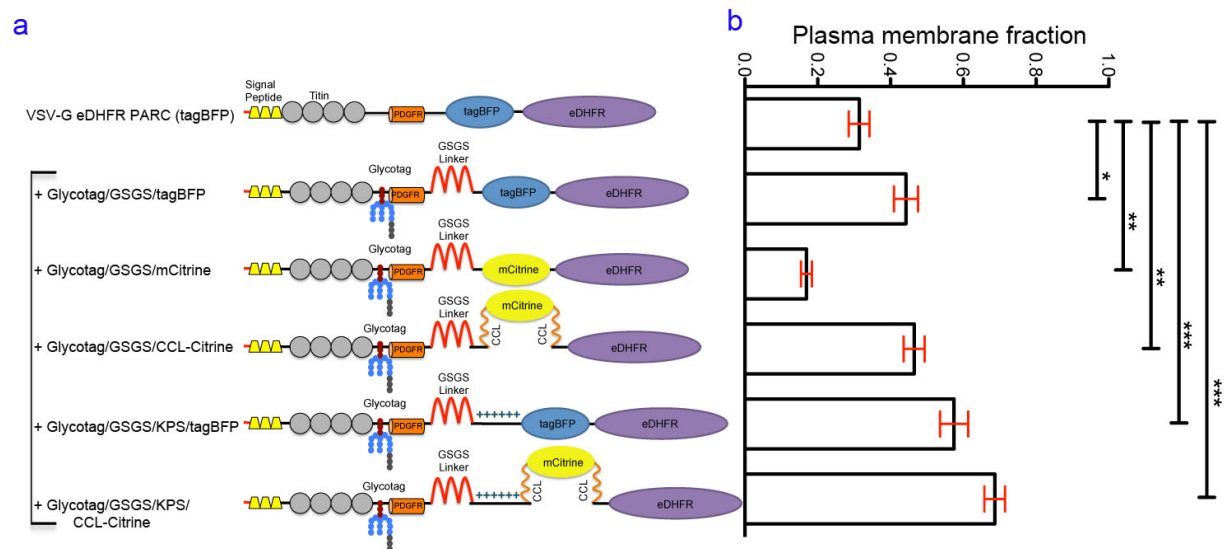 a
b
Plasma membrane fraction
0.0
0.2
0.4
0.6
0.8
1.0
Signal
Peptide
Titin
VSV-G eDHFR PARC (tagBFP)
PDGFR
tagBFP
eDHFR
GSGS
Linker
Glycotag
+ Glycotag/GSGS/tagBFP
PDGFR
tagBFP
eDHFR
*
GSGS
Linker
Glycotag
+ Glycotag/GSGS/mCitrine
PDGFR
mCitrine
eDHFR
**
GSGS
Linker
Glycotag
mCitrine
CCL
CCL
+ Glycotag/GSGS/CCL-Citrine
PDGFR
eDHFR
**
GSGS
Linker
Glycotag
++++++
+ Glycotag/GSGS/KPS/tagBFP
PDGFR
tagBFP
eDHFR
***
GSGS
Linker
Glycotag
mCitrine
++++++
CCL
CCL
+ Glycotag/GSGS/KPS/
CCL-Citrine
PDGFR
eDHFR
***